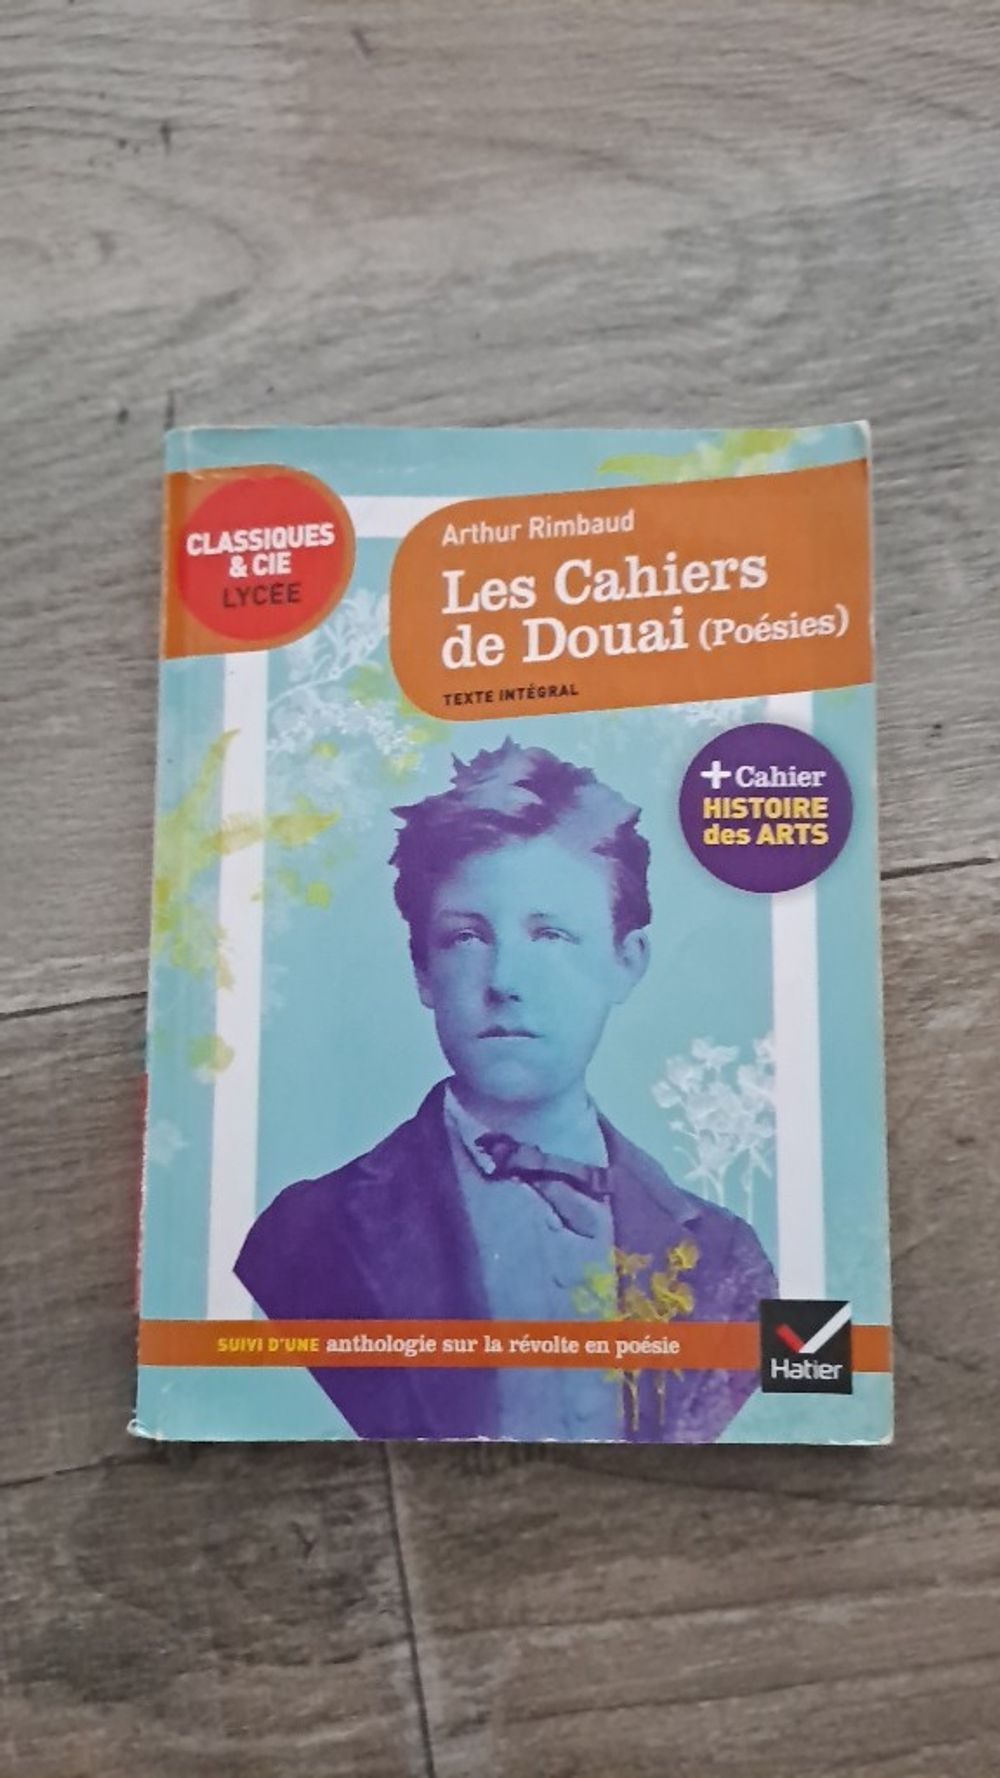 CLASSIQUES
& CIE
LYCÉE
Arthur Rimbaud
Les Cahiers
de Douai (Poésies)
TEXTE INTÉGRAL
+ Cahier
HISTOIRE
des ARTS
SUIVI D'UNE anthologie sur la révolte en poésie
Hatier